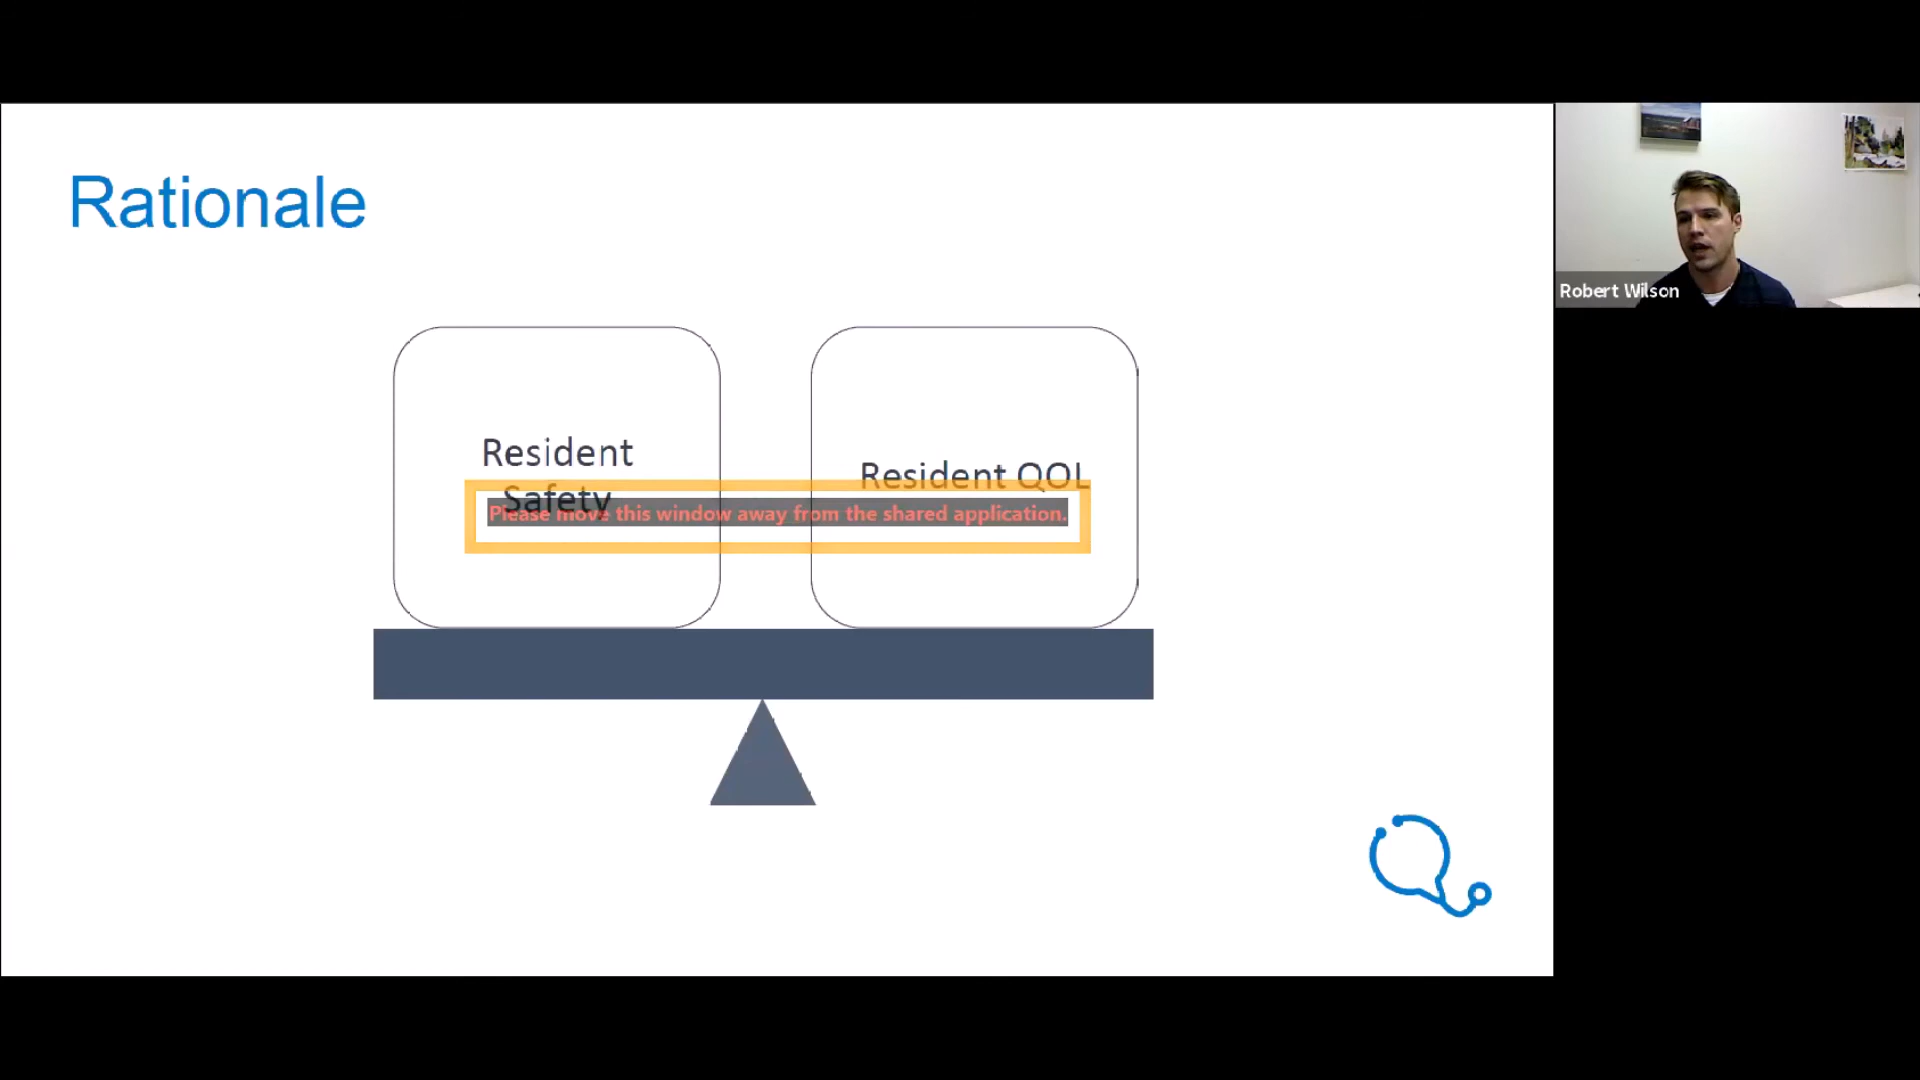 Rationale
Resident
Safety
Resident QOL
Please move this window away from the shared application.
Robert Wilson